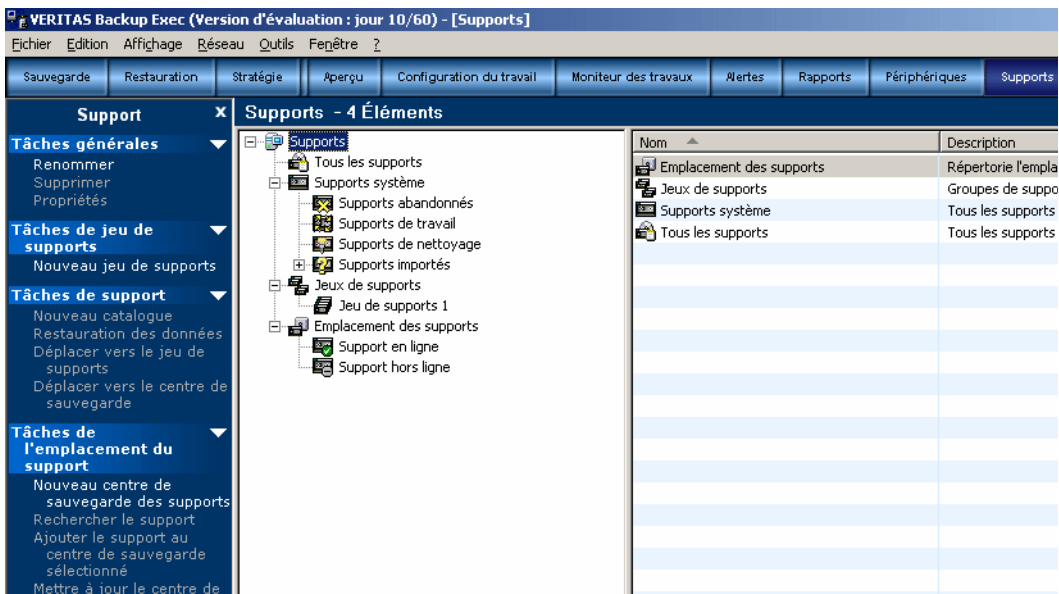 VERITAS Backup Exec (Version d'évaluation : jour 10/60) - [Supports]
Fichier Edition Affichage Réseau Outils Fenêtre ?
Sauvegarde Restauration Stratégie Aperçu Configuration du travail Moniteur des travaux Alertes Rapports Périphériques Supports
Support x
Tâches générales
Renommer
Supprimer
Propriétés
Tâches de jeu de
supports
Nouveau jeu de supports
Tâches de support
Nouveau catalogue
Restauration des données
Déplacer vers le jeu de
supports
Déplacer vers le centre de
sauvegarde
Tâches de
l'emplacement du
support
Nouveau centre de
sauvegarde des supports
Rechercher le support
Ajouter le support au
centre de sauvegarde
sélectionné
Mettre à jour le centre de
Supports - 4 Éléments
Supports
Tous les supports
Supports système
Supports abandonnés
Supports de travail
Supports de nettoyage
Supports importés
Jeux de supports
Jeu de supports 1
Emplacement des supports
Support en ligne
Support hors ligne
Nom Description
Emplacement des supports Répertorie l'empla
Jeux de supports Groupes de suppo
Supports système Tous les supports
Tous les supports Tous les supports